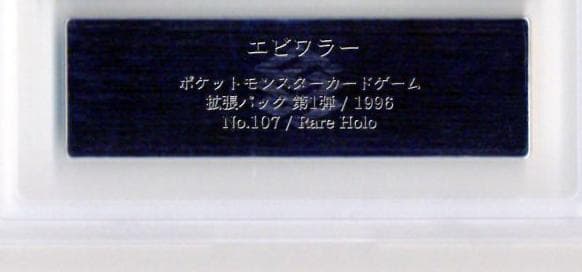 エビワラー
ポケットモンスターカードゲーム
拡張パック 第1弾 / 1996
No.107 / Rare Holo